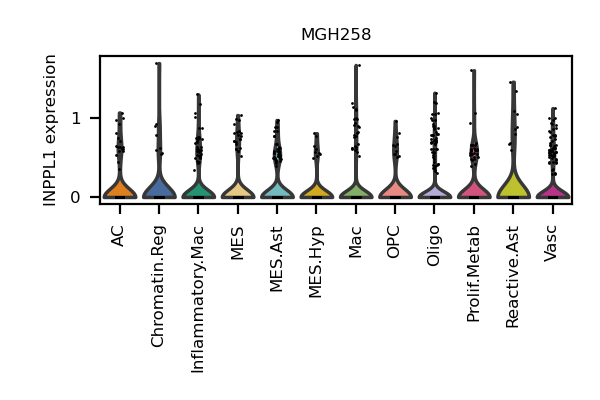 MGH258
INPPL1 expression
1
0
AC
Chromatin.Reg
Inflammatory.Mac
MES
MES.Ast
MES.Hyp
Mac
OPC
Oligo
Prolif.Metab
Reactive.Ast
Vasc